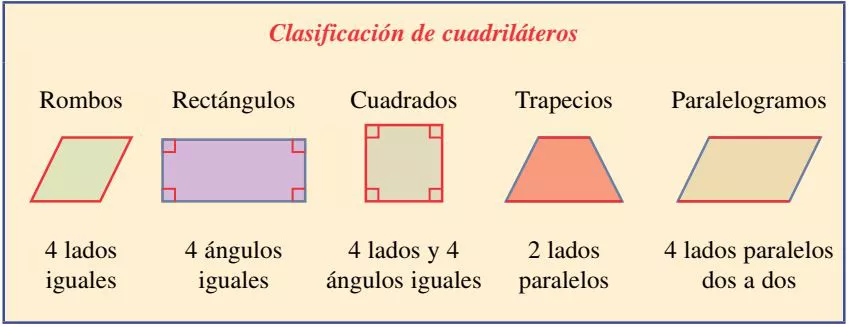 Clasificación de cuadriláteros
Rombos
Rectángulos
Cuadrados
Trapecios
Paralelogramos
4 lados
iguales
4 ángulos
iguales
4 lados y 4
ángulos iguales
2 lados
paralelos
4 lados paralelos
dos a dos